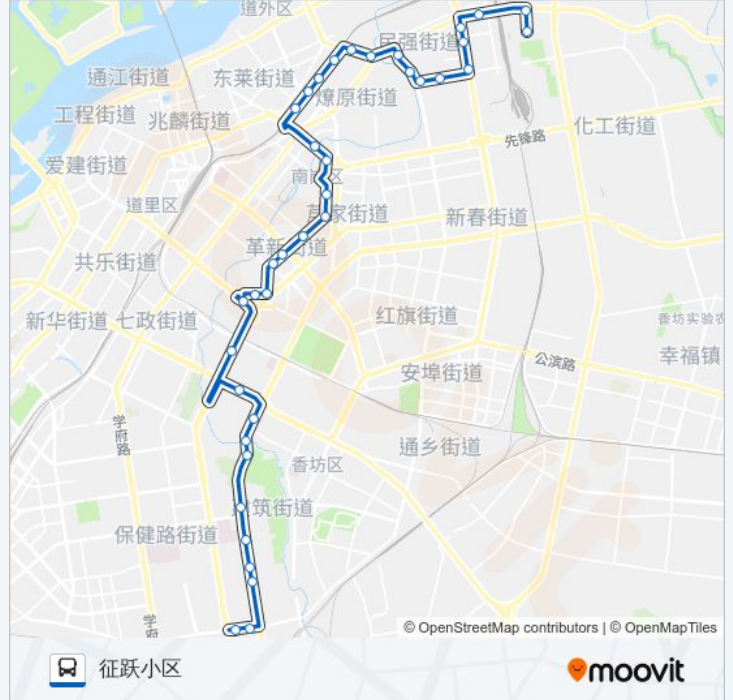 道外区
民强街道
通江街道
东莱街道
燎原街道
工程街道
兆麟街道
化工街道
先锋路
爱建街道
南岗区
道里区
芦家街道
新春街道
革新街道
共乐街道
新华街道
七政街道
红旗街道
香坊实验农
公滨路
幸福镇
安埠街道
学府路
通乡街道
香坊区
建筑街道
保健路街道
学府
© OpenStreetMap contributors | © OpenMapTiles
征跃小区
moovit